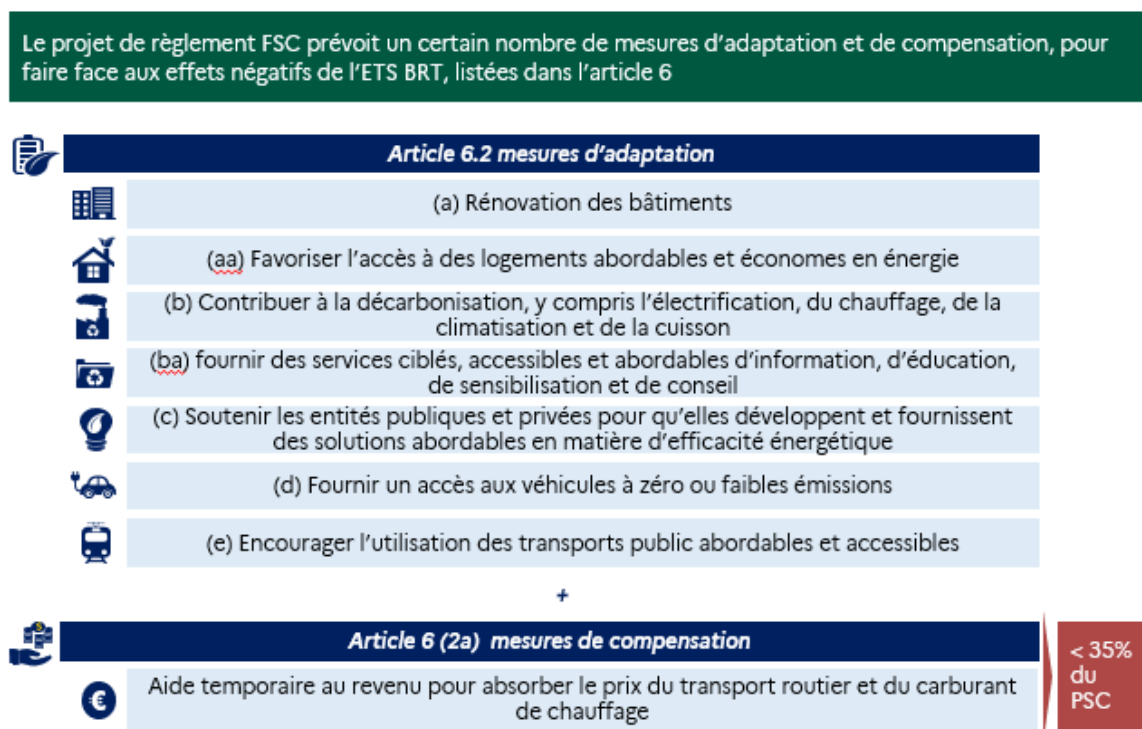 Le projet de règlement FSC prévoit un certain nombre de mesures d’adaptation et de compensation, pour
faire face aux effets négatifs de l’ETS BRT, listées dans l’article 6
Article 6.2 mesures d’adaptation
(a) Rénovation des bâtiments
(aa) Favoriser l’accès à des logements abordables et économes en énergie
(b) Contribuer à la décarbonisation, y compris l’électrification, du chauffage, de la
climatisation et de la cuisson
(ba) fournir des services ciblés, accessibles et abordables d’information, d’éducation,
de sensibilisation et de conseil
(c) Soutenir les entités publiques et privées pour qu’elles développent et fournissent
des solutions abordables en matière d’efficacité énergétique
(d) Fournir un accès aux véhicules à zéro ou faibles émissions
(e) Encourager l’utilisation des transports public abordables et accessibles
+
Article 6 (2a) mesures de compensation
€
Aide temporaire au revenu pour absorber le prix du transport routier et du carburant
de chauffage
< 35%
du
PSC